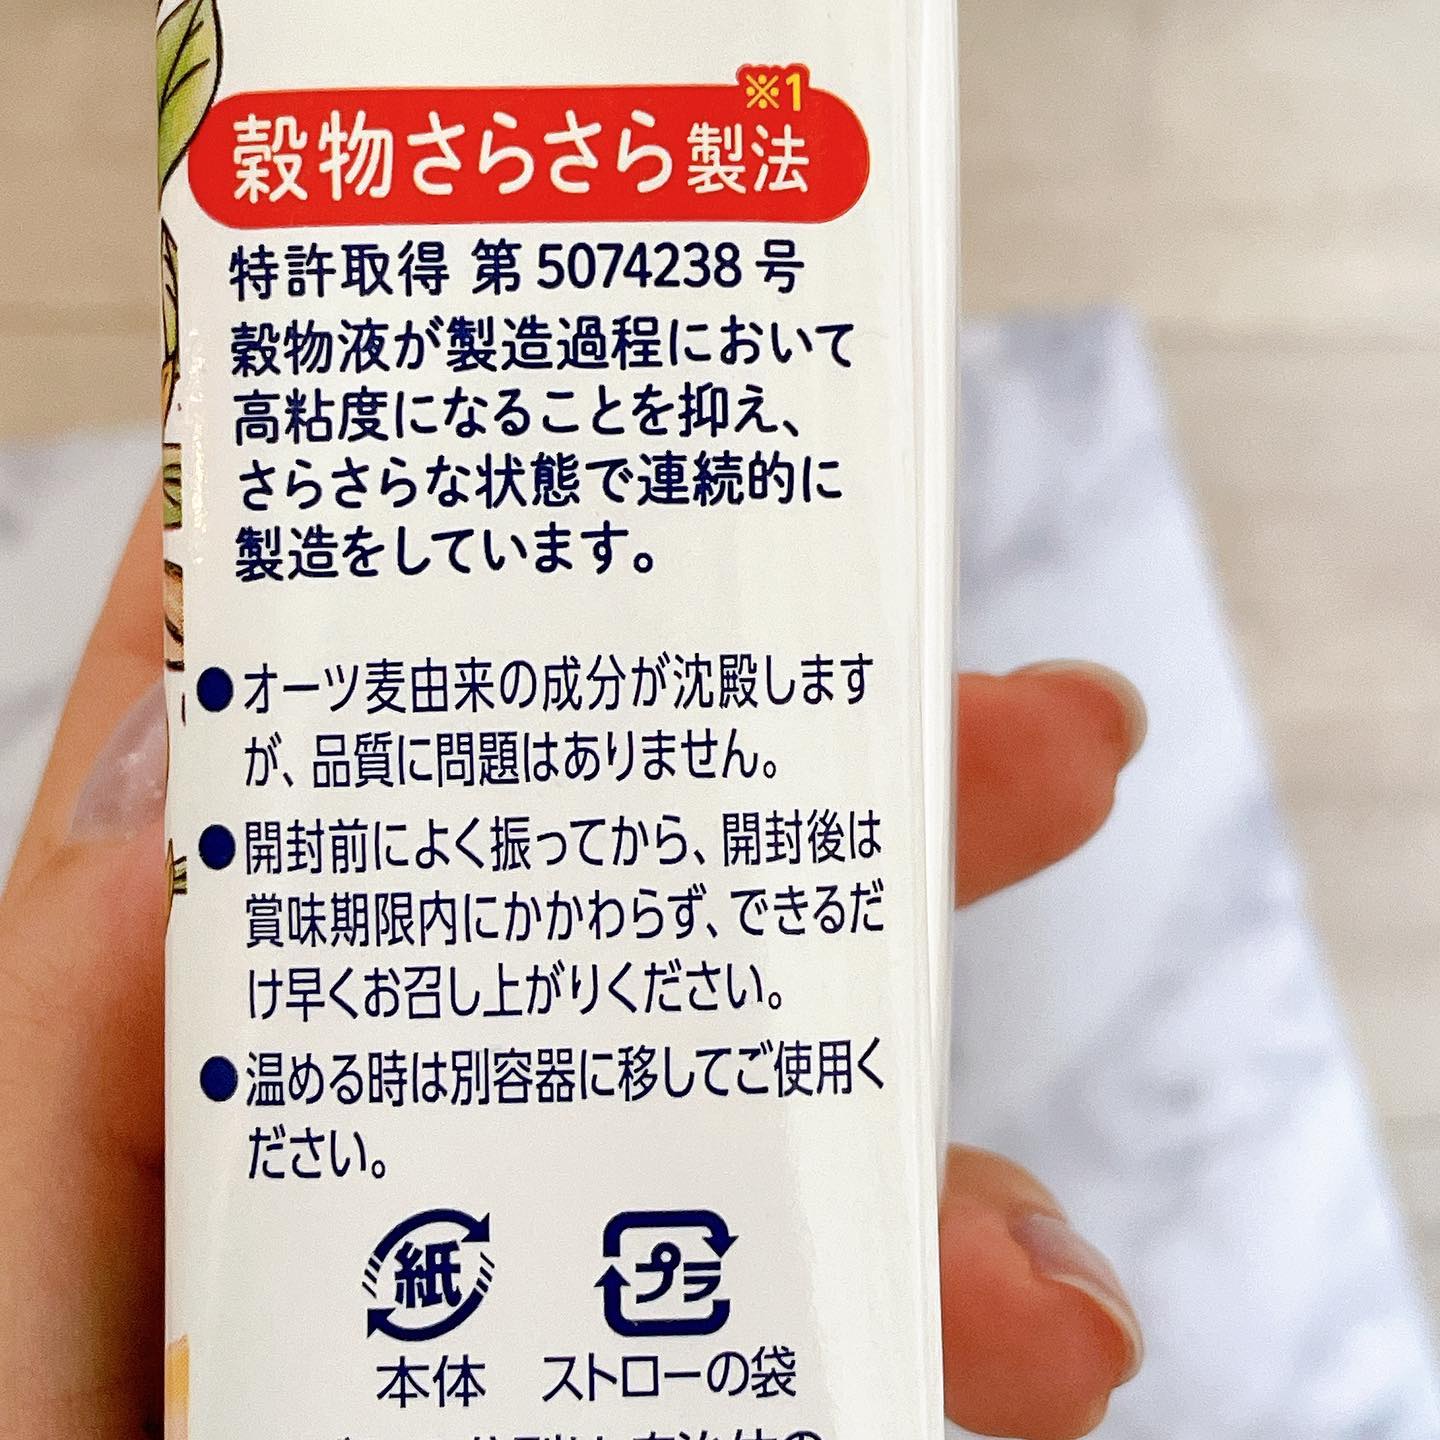 ※1
穀物さらさら製法
特許取得 第5074238号
穀物液が製造過程において
高粘度になることを抑え、
さらさらな状態で連続的に
製造をしています。
●オーツ麦由来の成分が沈殿します
が、品質に問題はありません。
●開封前によく振ってから、開封後は
賞味期限内にかかわらず、できるだ
け早くお召し上がりください。
●温める時は別容器に移してご使用く
ださい。
紙 プラ
本体 ストローの袋